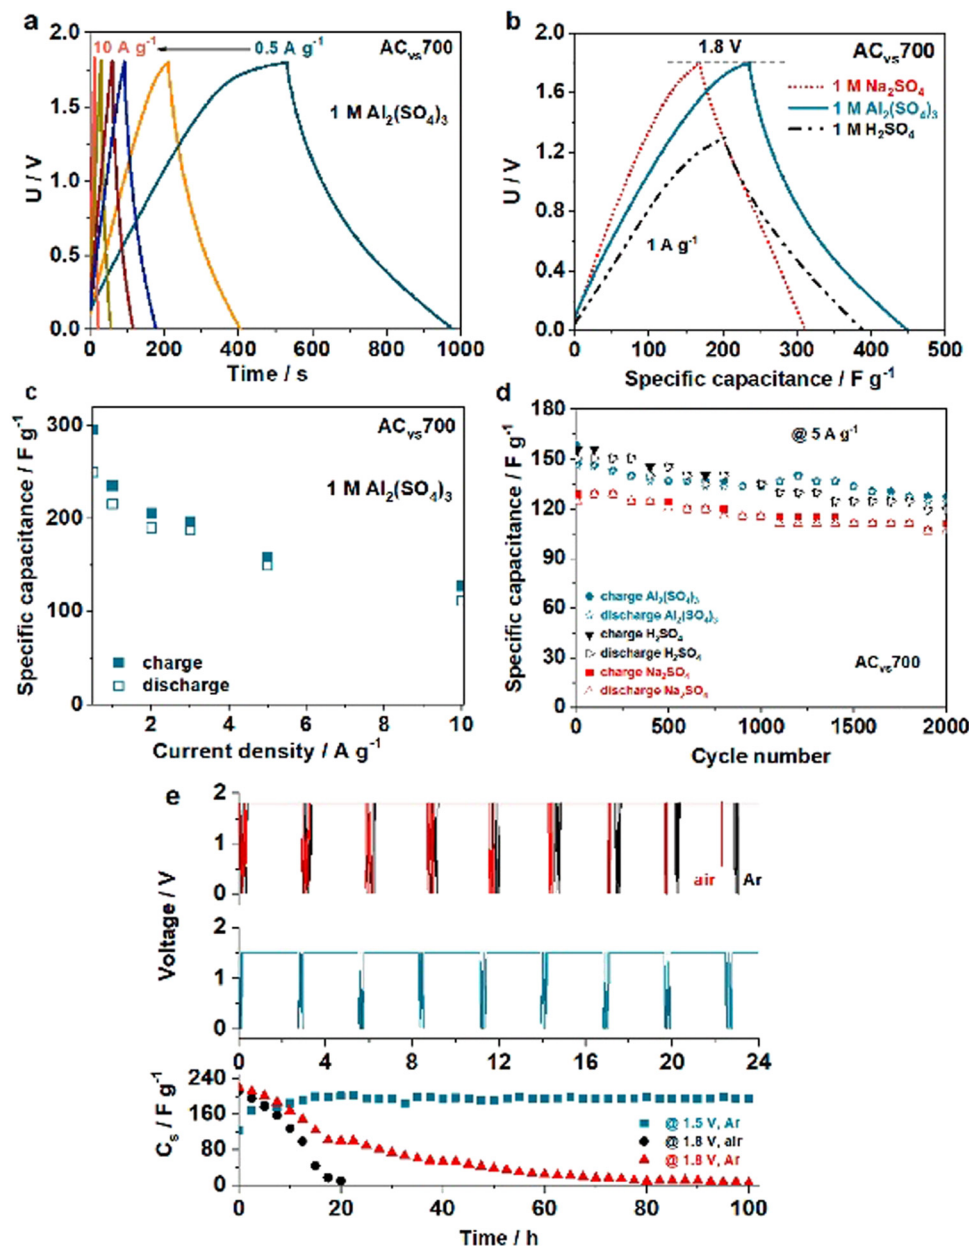 a
10 A g⁻¹
0.5 A g⁻¹
AC_vs700
1 M Al₂(SO₄)₃
U / V
2.0
1.5
1.0
0.5
0.0
0 200 400 600 800 1000
Time / s
b
1.8 V
AC_vs700
1 M Na₂SO₄
1 M Al₂(SO₄)₃
1 M H₂SO₄
1 A g⁻¹
U / V
2.0
1.6
1.2
0.8
0.4
0.0
0 100 200 300 400 500
Specific capacitance / F g⁻¹
c
AC_vs700
1 M Al₂(SO₄)₃
charge
discharge
Specific capacitance / F g⁻¹
300
200
100
0
2 4 6 8 10
Current density / A g⁻¹
d
@ 5 A g⁻¹
charge Al₂(SO₄)₃
discharge Al₂(SO₄)₃
charge H₂SO₄
discharge H₂SO₄
charge Na₂SO₄
discharge Na₂SO₄
AC_vs700
Specific capacitance / F g⁻¹
180
150
120
90
60
30
0
0 500 1000 1500 2000
Cycle number
e
2
1
0
air
Ar
Voltage / V
2
1
0
0 4 8 12 16 20 24
C_s / F g⁻¹
240
160
80
0
@ 1.5 V, Ar
@ 1.8 V, air
@ 1.8 V, Ar
0 20 40 60 80 100
Time / h